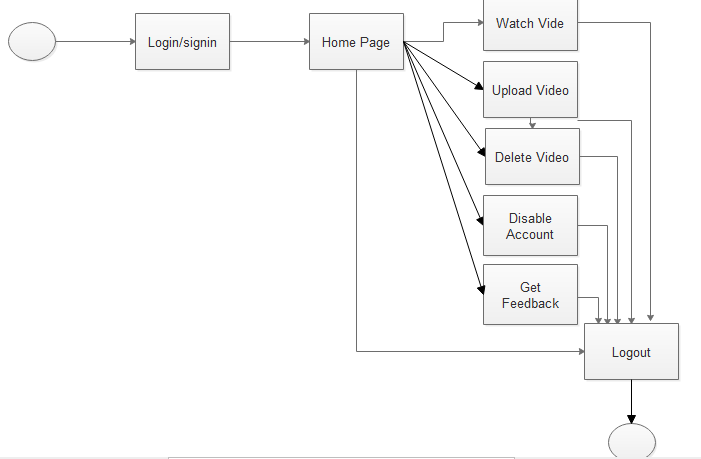 Watch Vide
Login/signin
Home Page
Upload Video
Delete Video
Disable
Account
Get
Feedback
Logout